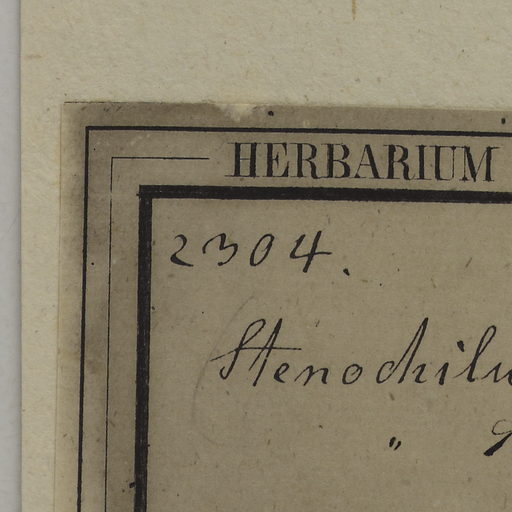 HERBARIUM
2304.
Stenochilu
"